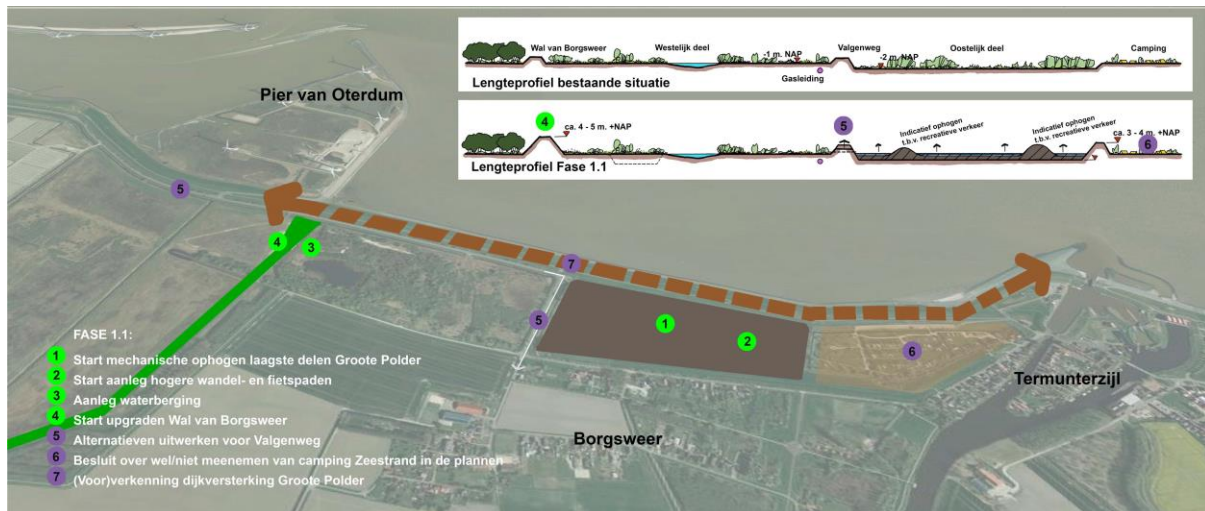 Wal van Borgsweer
Westelijk deel
-1 m. NAP
Valgenweg
-2 m. NAP
Oostelijk deel
Camping
Gasleiding
Lengteprofiel bestaande situatie
4
ca. 4 - 5 m. +NAP
5
Indicatief ophogen
t.b.v. recreatieve verkeer
Indicatief ophogen
t.b.v. recreatieve verkeer
ca. 3 - 4 m. +NAP
6
Lengteprofiel Fase 1.1
Pier van Oterdum
5
4
3
7
5
1
2
6
Termunterzijl
Borgsweer
FASE 1.1:
1 Start mechanische ophogen laagste delen Groote Polder
2 Start aanleg hogere wandel- en fietspaden
3 Aanleg waterberging
4 Start upgraden Wal van Borgsweer
5 Alternatieven uitwerken voor Valgenweg
6 Besluit over wel/niet meenemen van camping Zeestrand in de plannen
7 (Voor)verkenning dijkversterking Groote Polder